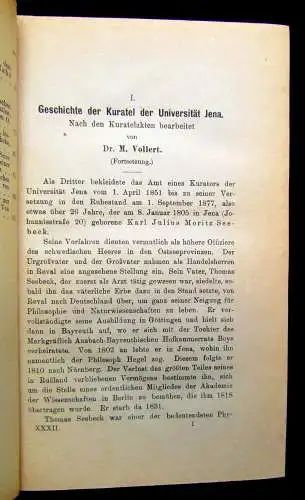 I.
Geschichte der Kuratel der Universität Jena.
Nach den Kuratelakten bearbeitet
von
Dr. M. Vollert.
(Fortsetzung.)
Als Dritter bekleidete das Amt eines Kurators der
Universität Jena vom 1. April 1851 bis zu seiner Ver-
setzung in den Ruhestand am 1. September 1877, also
etwas über 26 Jahre, der am 8. Januar 1805 in Jena (Jo-
hannisstraße 20) geborene Karl Julius Moritz See-
beck.
Seine Vorfahren dienten vermutlich als höhere Offiziere
des schwedischen Heeres in den Ostseeprovinzen. Der
Urgroßvater und der Großvater nahmen als Handelsherren
in Reval eine angesehene Stellung ein. Sein Vater, Thomas
Seebeck, der zuerst als Arzt tätig gewesen war, siedelte, so-
bald ihn das väterliche Erbe dazu in den Stand setzte, von
Reval nach Deutschland über, um ganz seiner Neigung für
Philosophie und Naturwissenschaften zu leben. Er ver-
vollständigte seine Ausbildung in Göttingen und hielt sich
dann in Bayreuth auf, wo er sich mit der Tochter des
Markgräflich Ansbach-Bayreuthischen Hofkammerrats Boye
verheiratete. Von 1802 an lebte er in Jena, wohin ihn
namentlich der Philosoph Hegel zog. Diesem folgte er
1810 nach Nürnberg. Der Verlust des größten Teiles seines
in Rußland verbliebenen Vermögens bestimmte ihn, sich
um die Stelle eines ordentlichen Mitgliedes der Akademie
der Wissenschaften in Berlin zu bemühen, die ihm 1818
übertragen wurde. Er starb da 1831.
Thomas Seebeck war einer der bedeutendsten Phy-
XXXII. 1